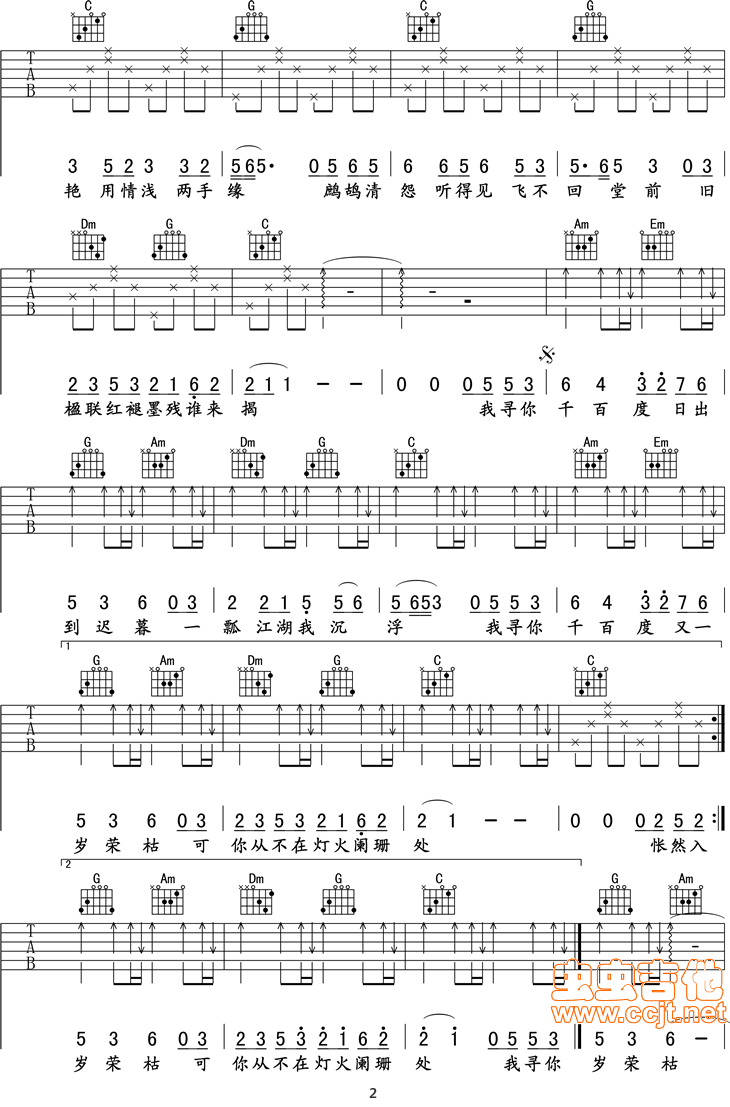 C G C G
T A B
3 5 2 3 3 2 5 6 5· 0 5 6 5 6 6 5 6 5 3 5· 6 5 3 5
艳 用情浅 两手 缘 鹧鸪清 怨 听得见 飞不 回 堂 前 旧
Dm G C Am Em
T A B
2 3 5 3 2 1 6 2 2 1 1 – – 0 0 0 5 5 3 6 4 3 2 7 6
楹联红褪墨残谁来 揭 我寻你 千 百 度 日出
G Am Dm G C Am Em
T A B
5 3 6 0 3 2 2 1 5 5 6 5 6 5 3 0 5 5 3 6 4 3 2 7 6
到 迟 暮 一 瓢 江湖我 沉 浮 我寻你 千 百 度 又一
1
G Am Dm G C C
T A B
5 3 6 0 3 2 3 5 3 2 1 6 2 2 1 – – 0 0 0 2 5 2
岁 荣 枯 可 你从不在灯火阑珊 处 怅然入
2
G Am Dm G C G Am
T A B
5 3 6 0 3 2 3 5 3 2 1 6 2 2 1 0 5 5 3 5 3 6 –
岁 荣 枯 可 你从不在灯火阑珊 处 我寻你 岁 荣 枯
虫虫吉他
www.ccjt.net
2